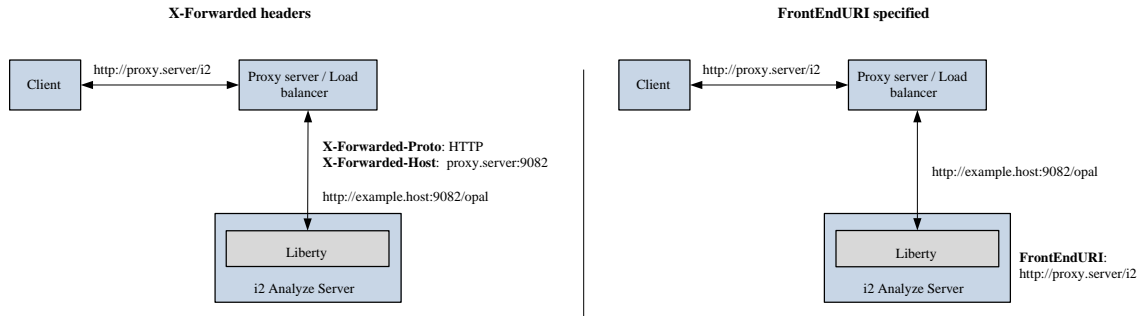 X-Forwarded headers
Client
http://proxy.server/i2
Proxy server / Load
balancer
X-Forwarded-Proto: HTTP
X-Forwarded-Host: proxy.server:9082
http://example.host:9082/opal
Liberty
i2 Analyze Server
FrontEndURI specified
Client
http://proxy.server/i2
Proxy server / Load
balancer
http://example.host:9082/opal
Liberty
i2 Analyze Server
FrontEndURI:
http://proxy.server/i2